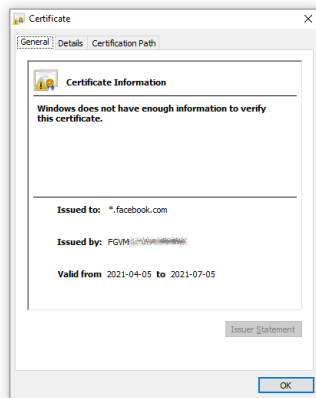 Certificate
General Details Certification Path
Certificate Information
Windows does not have enough information to verify
this certificate.
Issued to: *.facebook.com
Issued by: FGVM
Valid from 2021-04-05 to 2021-07-05
Issuer Statement
OK